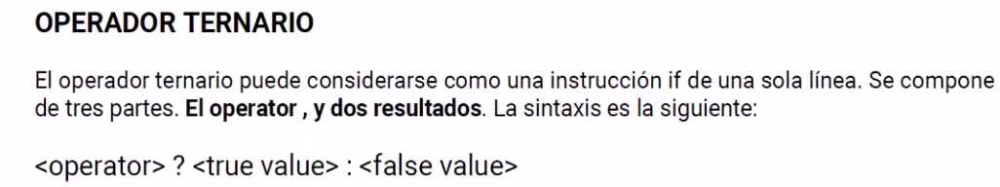 OPERADOR TERNARIO
El operador ternario puede considerarse como una instrucción if de una sola línea. Se compone
de tres partes. El operator , y dos resultados. La sintaxis es la siguiente:
<operator> ? <true value> : <false value>